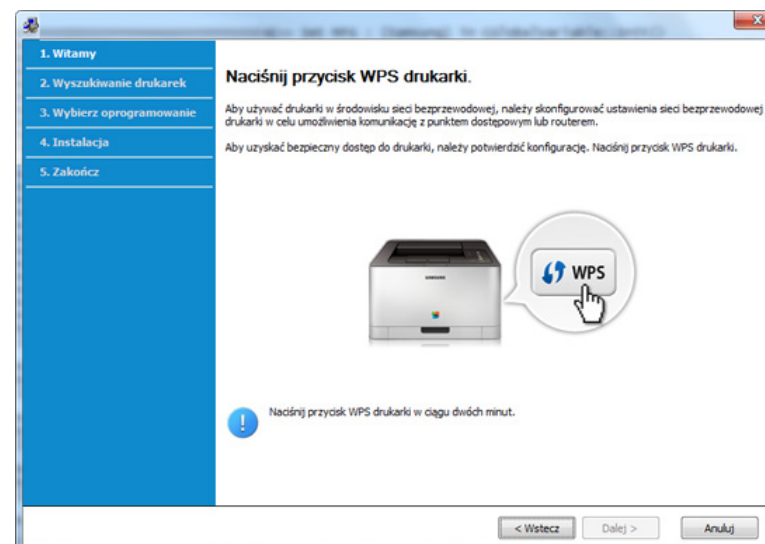 1. Witamy
2. Wyszukiwanie drukarek
3. Wybierz oprogramowanie
4. Instalacja
5. Zakończ
Naciśnij przycisk WPS drukarki.
Aby używać drukarki w środowisku sieci bezprzewodowej, należy skonfigurować ustawienia sieci bezprzewodowej
drukarki w celu umożliwienia komunikację z punktem dostępowym lub routerem.
Aby uzyskać bezpieczny dostęp do drukarki, należy potwierdzić konfigurację. Naciśnij przycisk WPS drukarki.
SAMSUNG
WPS
Naciśnij przycisk WPS drukarki w ciągu dwóch minut.
< Wstecz
Dalej >
Anuluj